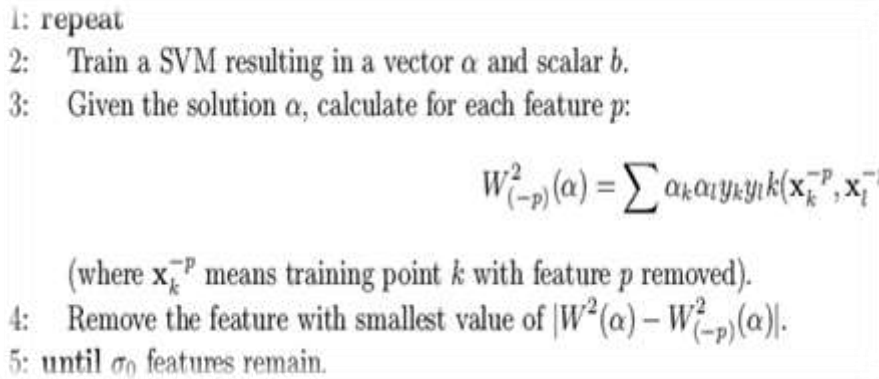 1: repeat
2: Train a SVM resulting in a vector α and scalar b.
3: Given the solution α, calculate for each feature p:
W²₍₋ₚ₎(α) = ∑ αₖαₗyₖyₗk(𝐱ₖ⁻ᵖ, 𝐱ₗ⁻
(where 𝐱ₖ⁻ᵖ means training point k with feature p removed).
4: Remove the feature with smallest value of |W²(α) − W²₍₋ₚ₎(α)|.
5: until σ₀ features remain.